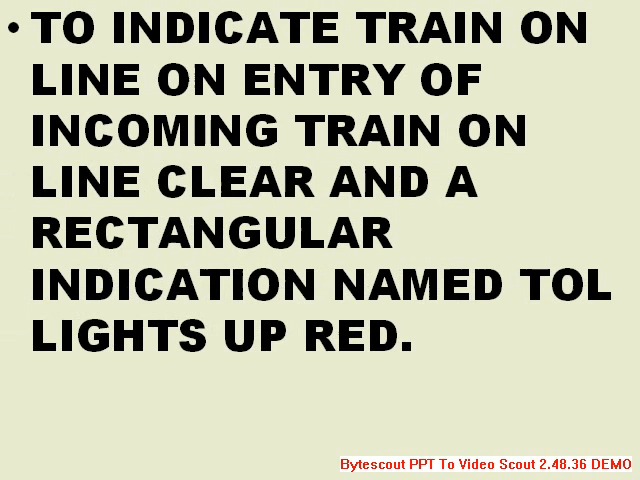 • TO INDICATE TRAIN ON
LINE ON ENTRY OF
INCOMING TRAIN ON
LINE CLEAR AND A
RECTANGULAR
INDICATION NAMED TOL
LIGHTS UP RED.
Bytescout PPT To Video Scout 2.48.36 DEMO